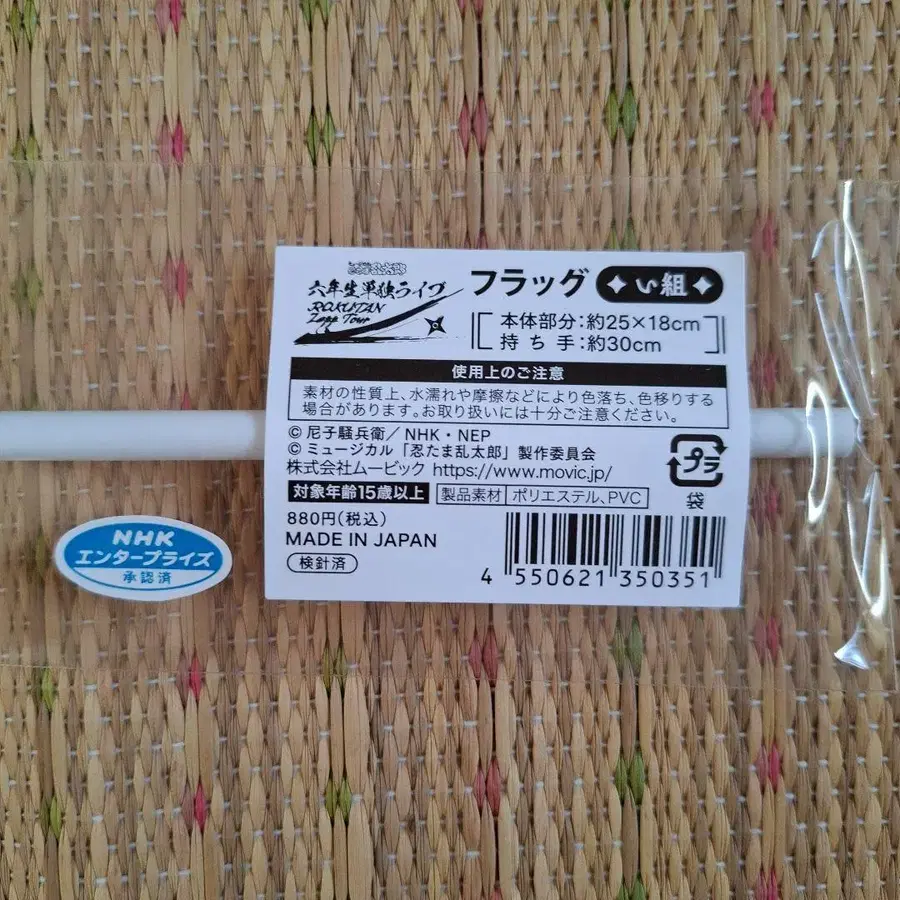 忍たま乱太郎
六年生単独ライブ
ROKUTAN
Zepp Tour
フラッグ い組
本体部分:約25×18cm
持ち手:約30cm
使用上のご注意
素材の性質上、水濡れや摩擦などにより色落ち、色移りする
場合があります。お取り扱いには十分ご注意ください。
© 尼子騒兵衛/NHK・NEP
© ミュージカル「忍たま乱太郎」製作委員会
株式会社ムービック https://www.movic.jp/
プラ
袋
対象年齢15歳以上 製品素材 ポリエステル、PVC
880円(税込)
MADE IN JAPAN
検針済
4 550621 350351
NHK
エンタープライズ
承認済